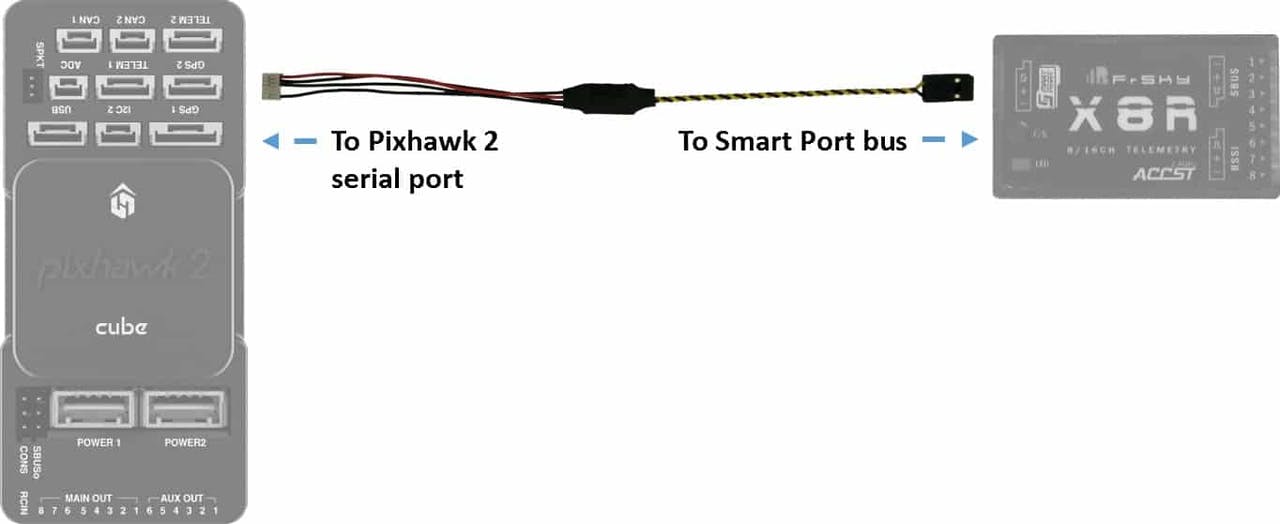 CAN 1 CAN 2 TELEM 2
SPKT
ADC TELEM 1 GPS 2
USB I2C 2 GPS 1
To Pixhawk 2
serial port
To Smart Port bus
FrSky
X8R
8/16CH TELEMETRY
ACCST
SBUS
RSSI
1
2
3
4
5
6
7
8
pixhawk 2
cube
POWER 1 POWER2
CONS SBUSo
RCIN
MAIN OUT AUX OUT
8 7 6 5 4 3 2 1 6 5 4 3 2 1